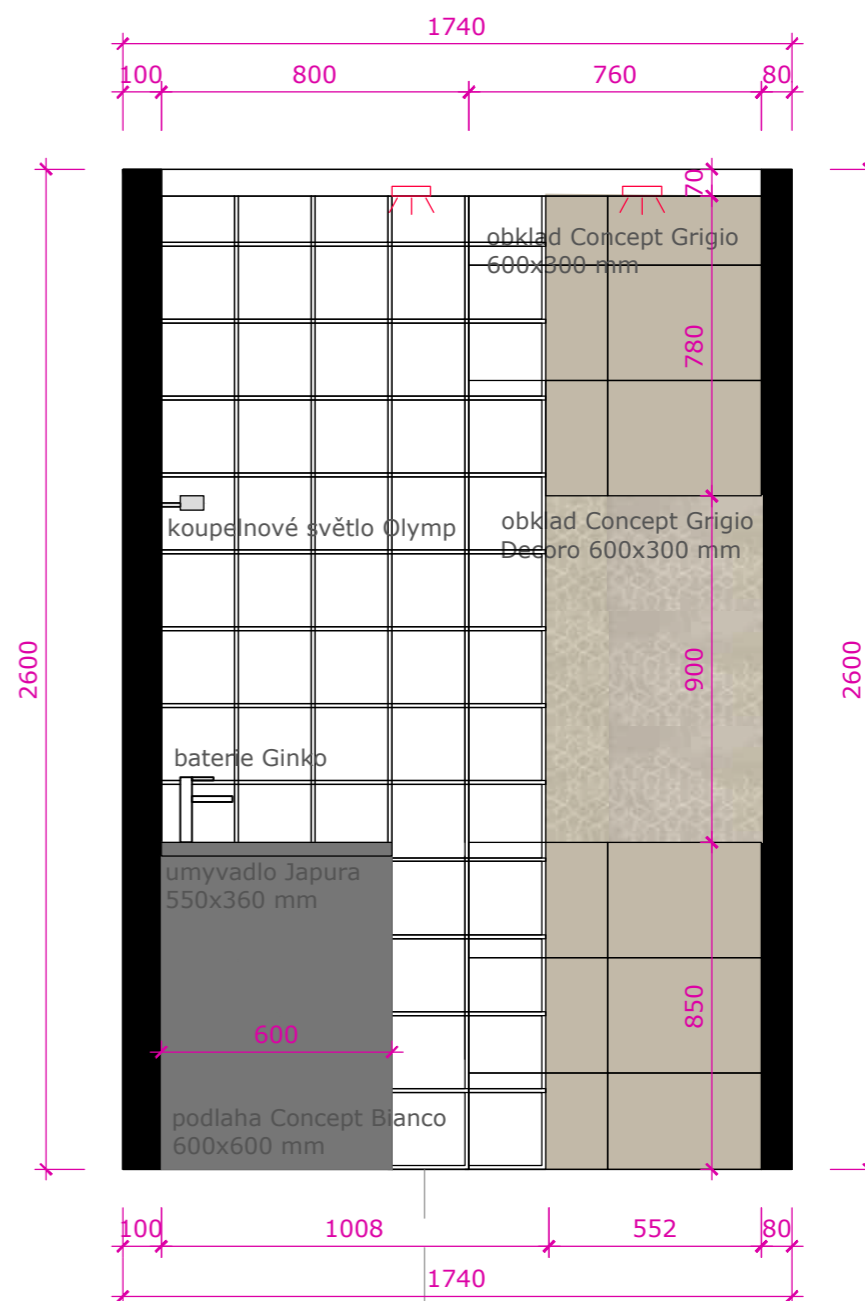 1740
100
800
760
80
70
obklad Concept Grigio
600x300 mm
780
koupelnové světlo Olymp
obklad Concept Grigio
Decoro 600x300 mm
2600
900
2600
baterie Ginko
umyvadlo Japura
550x360 mm
850
600
podlaha Concept Bianco
600x600 mm
100
1008
552
80
1740